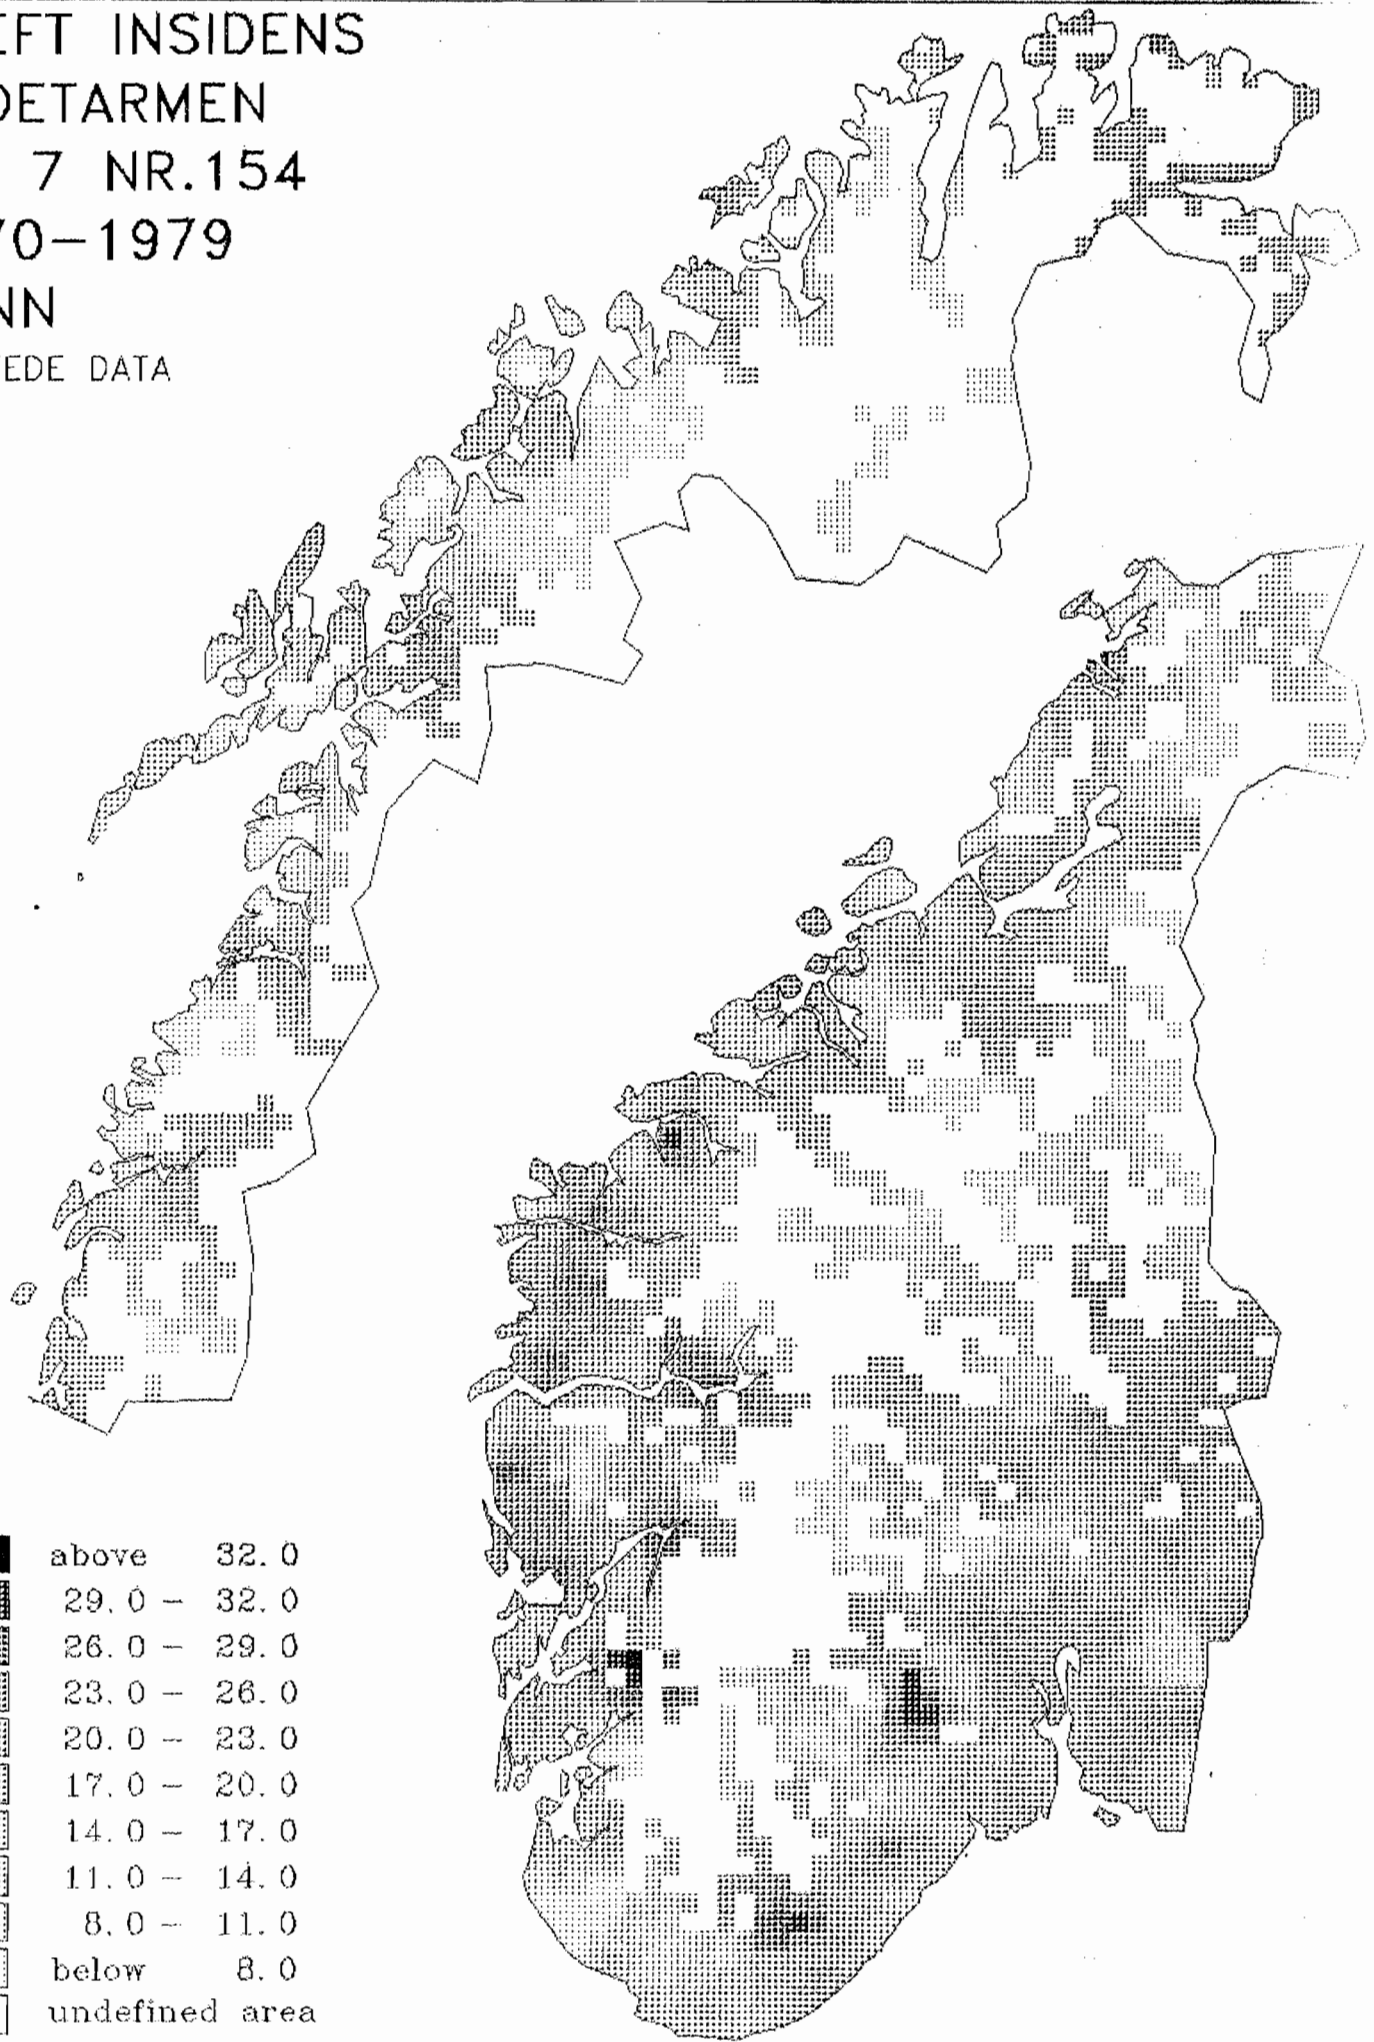 EFT INSIDENS
DETARMEN
7 NR.154
70-1979
NN
EDE DATA
above 32.0
29.0 - 32.0
26.0 - 29.0
23.0 - 26.0
20.0 - 23.0
17.0 - 20.0
14.0 - 17.0
11.0 - 14.0
8.0 - 11.0
below 8.0
undefined area